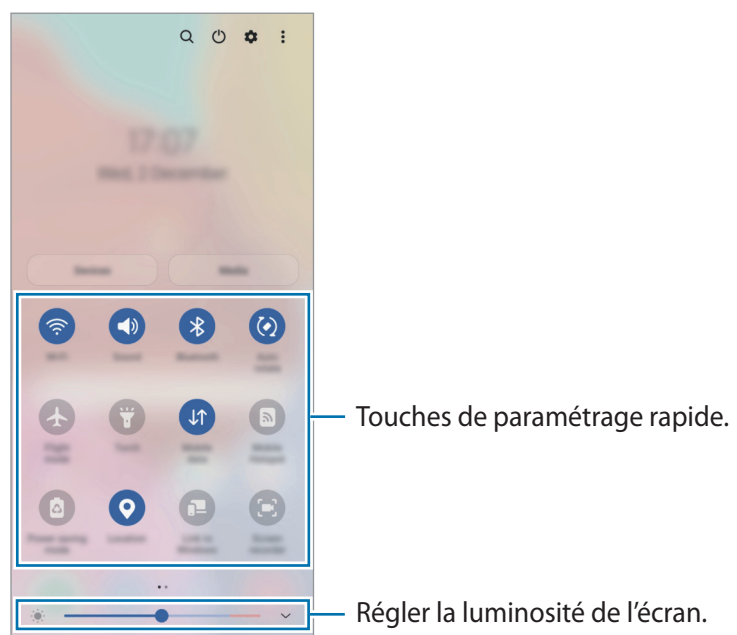 17:07
Wed, 2 December
Devices
Media
Wi-Fi
Sound
Bluetooth
Auto
rotate
Flight
mode
Torch
Mobile
data
Mobile
Hotspot
Power saving
mode
Location
Link to
Windows
Screen
recorder
Touches de paramétrage rapide.
Régler la luminosité de l'écran.